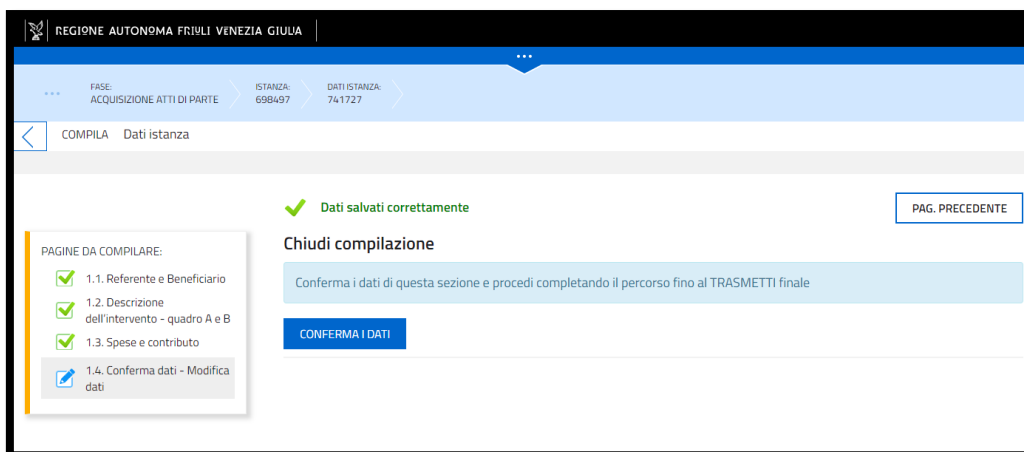 REGIONE AUTONOMA FRIULI VENEZIA GIULIA
FASE:
ACQUISIZIONE ATTI DI PARTE
ISTANZA:
698497
DATI ISTANZA:
741727
COMPILA Dati istanza
Dati salvati correttamente
PAG. PRECEDENTE
Chiudi compilazione
Conferma i dati di questa sezione e procedi completando il percorso fino al TRASMETTI finale
CONFERMA I DATI
PAGINE DA COMPILARE:
1.1. Referente e Beneficiario
1.2. Descrizione
dell'intervento - quadro A e B
1.3. Spese e contributo
1.4. Conferma dati - Modifica
dati